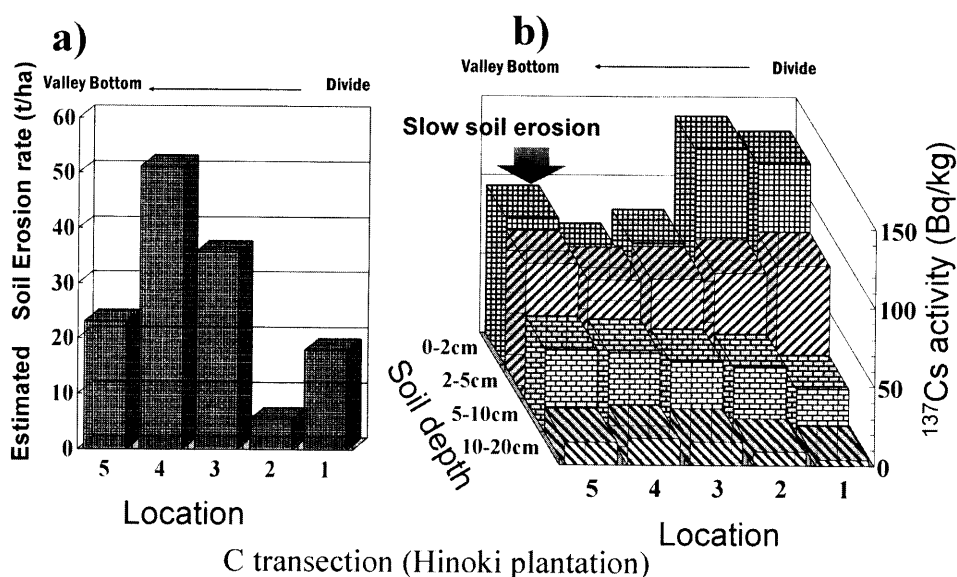 a)
Valley Bottom Divide
Estimated Soil Erosion rate (t/ha)
60
50
40
30
20
10
0
5 4 3 2 1
Location
b)
Valley Bottom Divide
Slow soil erosion
0-2cm
2-5cm
5-10cm
10-20cm
Soil depth
5 4 3 2 1
Location
150
100
50
0
137Cs activity (Bq/kg)
C transection (Hinoki plantation)